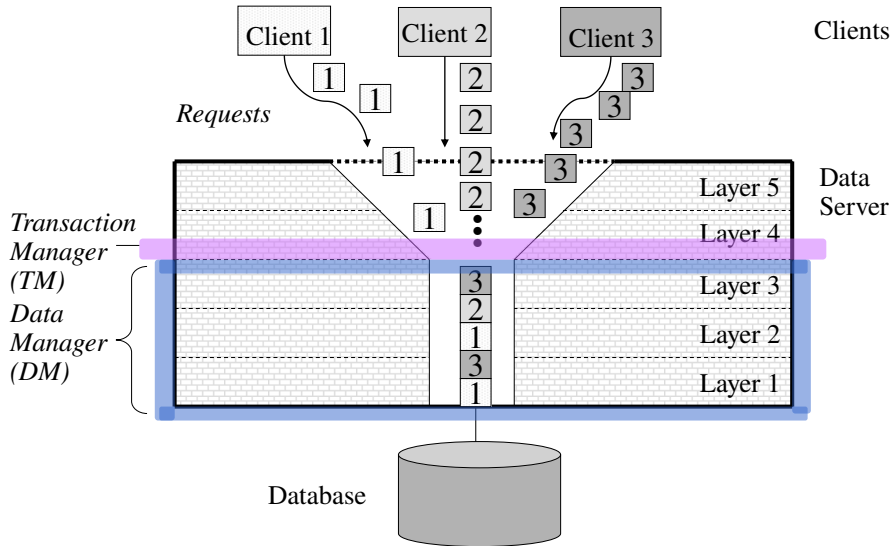 Client 1
Client 2
Client 3
Clients
1
2
3
1
3
Requests
2
3
1
2
3
2
3
1
Layer 5
Data
Server
Transaction
Manager
(TM)
Layer 4
Data
Manager
(DM)
3
Layer 3
2
1
Layer 2
3
1
Layer 1
Database